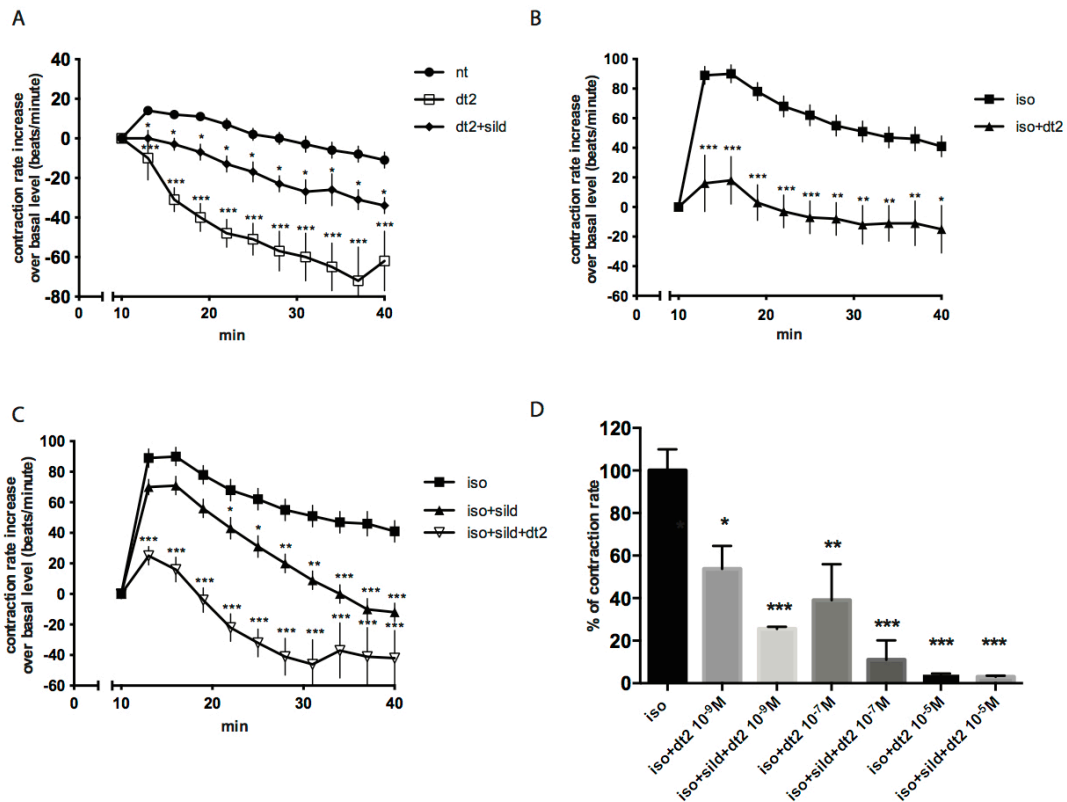 A
contraction rate increase
over basal level (beats/minute)
40
20
0
-20
-40
-60
-80
0
10
20
30
40
min
nt
dt2
dt2+sild
* * * * * * * * * *
*** *** *** *** *** *** *** *** *** ***
B
contraction rate increase
over basal level (beats/minute)
100
80
60
40
20
0
-20
-40
-60
0
10
20
30
40
min
iso
iso+dt2
*** *** *** *** *** ** ** ** ** *
C
contraction rate increase
over basal level (beats/minute)
100
80
60
40
20
0
-20
-40
-60
0
10
20
30
40
min
iso
iso+sild
iso+sild+dt2
* * ** ** *** *** ***
*** *** *** *** *** *** *** *** *** ***
D
% of contraction rate
120
100
80
60
40
20
0
* * *** ** *** *** ***
iso
iso+dt2 10⁻⁹M
iso+sild+dt2 10⁻⁹M
iso+dt2 10⁻⁷M
iso+sild+dt2 10⁻⁷M
iso+dt2 10⁻⁵M
iso+sild+dt2 10⁻⁵M